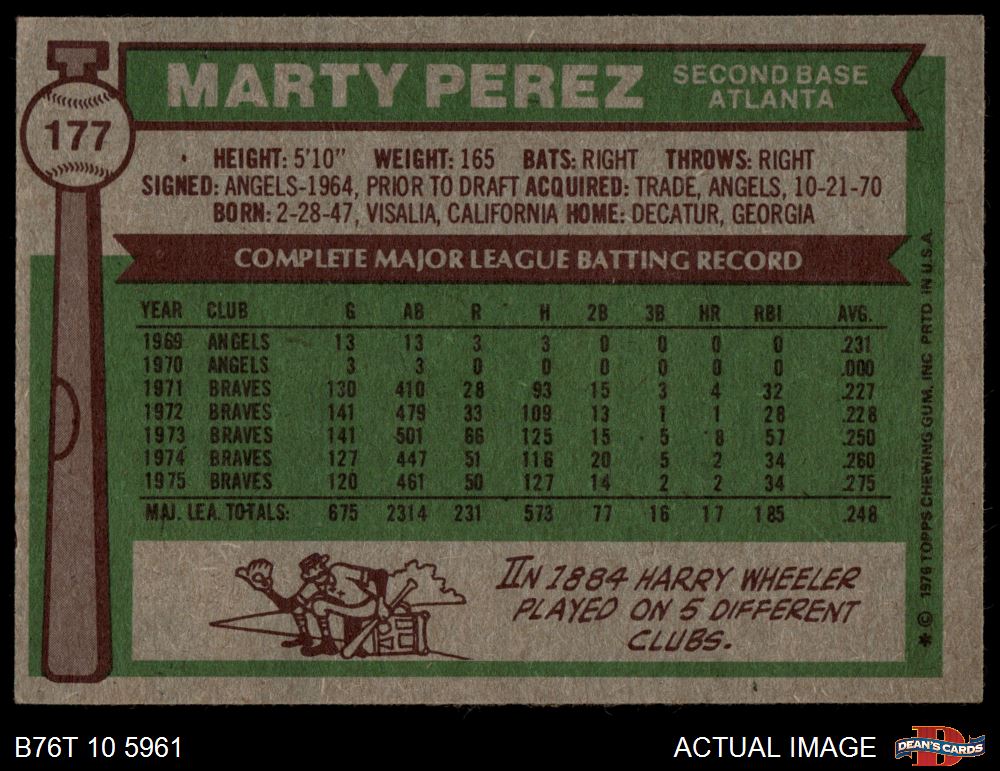 177
MARTY PEREZ SECOND BASE ATLANTA
HEIGHT: 5'10" WEIGHT: 165 BATS: RIGHT THROWS: RIGHT
SIGNED: ANGELS-1964, PRIOR TO DRAFT ACQUIRED: TRADE, ANGELS, 10-21-70
BORN: 2-28-47, VISALIA, CALIFORNIA HOME: DECATUR, GEORGIA
COMPLETE MAJOR LEAGUE BATTING RECORD
YEAR CLUB G AB R H 2B 3B HR RBI AVG.
1969 ANGELS 13 13 3 3 0 0 0 0 .231
1970 ANGELS 3 3 0 0 0 0 0 0 .000
1971 BRAVES 130 410 28 93 15 3 4 32 .227
1972 BRAVES 141 479 33 109 13 1 1 28 .228
1973 BRAVES 141 501 66 125 15 5 8 57 .250
1974 BRAVES 127 447 51 116 20 5 2 34 .260
1975 BRAVES 120 461 50 127 14 2 2 34 .275
MAJ. LEA. TOTALS: 675 2314 231 573 77 16 17 185 .248
IN 1884 HARRY WHEELER
PLAYED ON 5 DIFFERENT
CLUBS.
* © 1976 TOPPS CHEWING GUM, INC PRTD IN U.S.A.
B76T 10 5961
ACTUAL IMAGE
DEAN'S CARDS